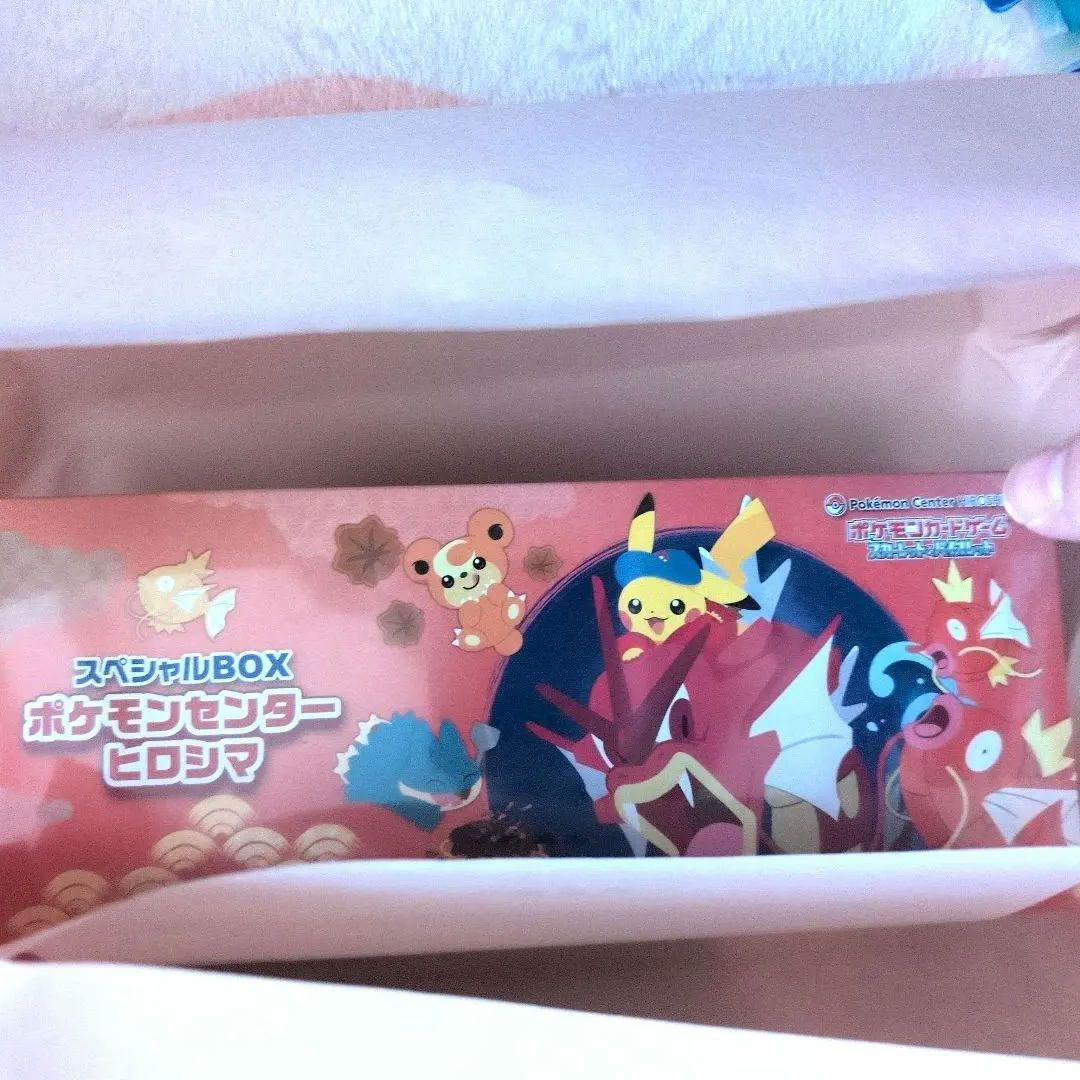 Pokémon Center HIROSHI
ポケモンカードゲーム
スカーレット&バイオレット
スペシャルBOX
ポケモンセンター
ヒロシマ